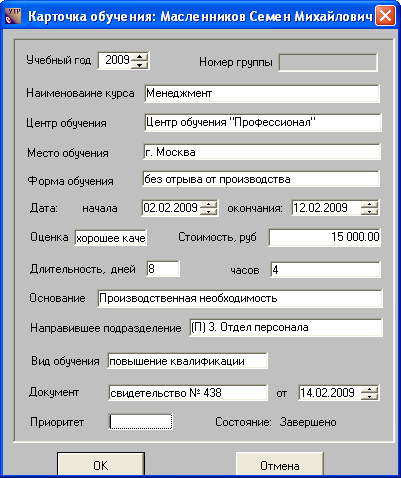 УТР Карточка обучения: Масленников Семен Михайлович
Учебный год 2009 Номер группы
Наименоваине курса Менеджмент
Центр обучения Центр обучения "Профессионал"
Место обучения г. Москва
Форма обучения без отрыва от производства
Дата: начала 02.02.2009 окончания: 12.02.2009
Оценка хорошее каче Стоимость, руб 15 000.00
Длительность, дней 8 часов 4
Основание Производственная необходимость
Направившее подразделение (П) 3. Отдел персонала
Вид обучения повышение квалификации
Документ свидетельство № 438 от 14.02.2009
Приоритет Состояние: Завершено
OK Отмена